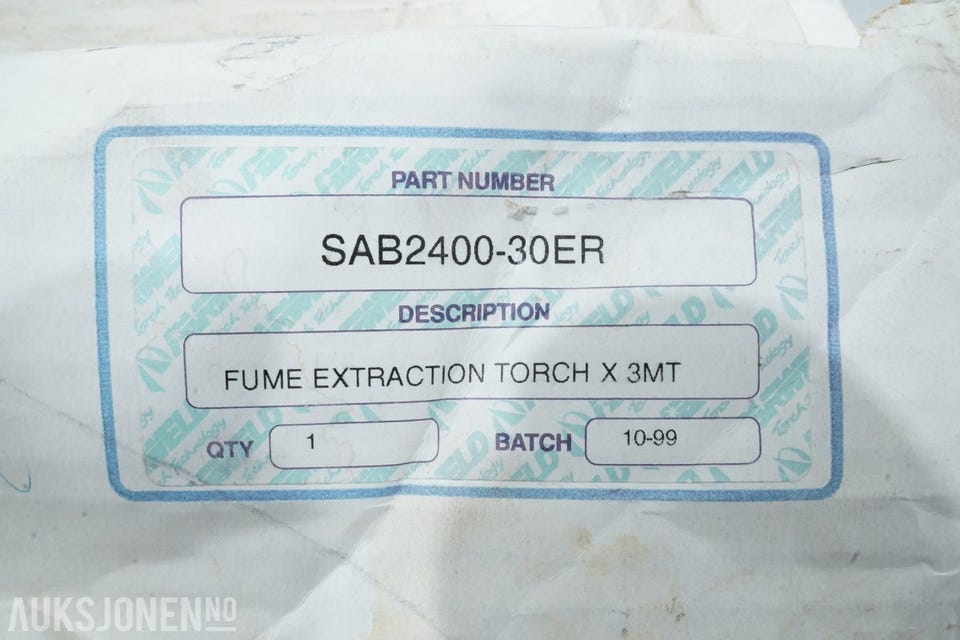 PART NUMBER
SAB2400-30ER
DESCRIPTION
FUME EXTRACTION TORCH X 3MT
QTY 1 BATCH 10-99
AUKSJONEN.NO